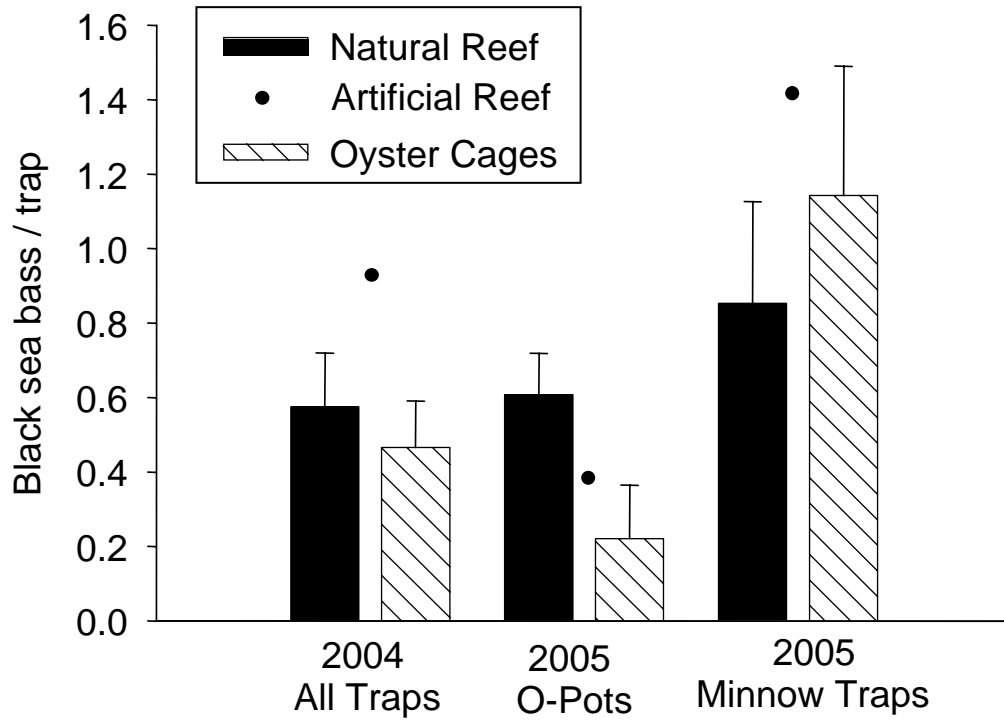 Black sea bass / trap
1.6
1.4
1.2
1.0
0.8
0.6
0.4
0.2
0.0
Natural Reef
Artificial Reef
Oyster Cages
2004
All Traps
2005
O-Pots
2005
Minnow Traps